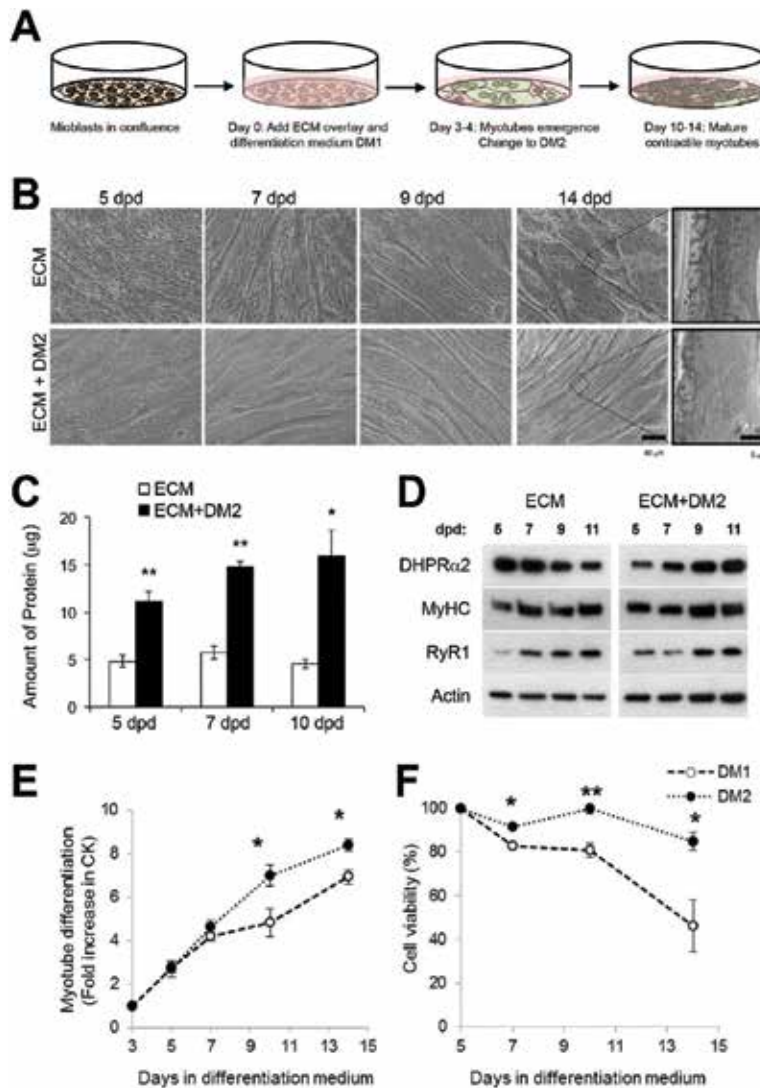 A
Mioblasts in confluence
Day 0: Add ECM overlay and
differentiation medium DM1
Day 3-4: Myotubes emergence
Change to DM2
Day 10-14: Mature
contractile myotubes
B
5 dpd 7 dpd 9 dpd 14 dpd
ECM
ECM + DM2
C
ECM
ECM+DM2
Amount of Protein (µg)
20
15
10
5
0
**
**
*
5 dpd 7 dpd 10 dpd
D
ECM ECM+DM2
dpd: 5 7 9 11 5 7 9 11
DHPRα2
MyHC
RyR1
Actin
E
Myotube differentiation
(Fold increase in CK)
10
8
6
4
2
0
*
*
3 5 7 9 11 13 15
Days in differentiation medium
F
DM1
DM2
Cell viability (%)
100
80
60
40
20
0
*
**
*
5 7 9 11 13 15
Days in differentiation medium